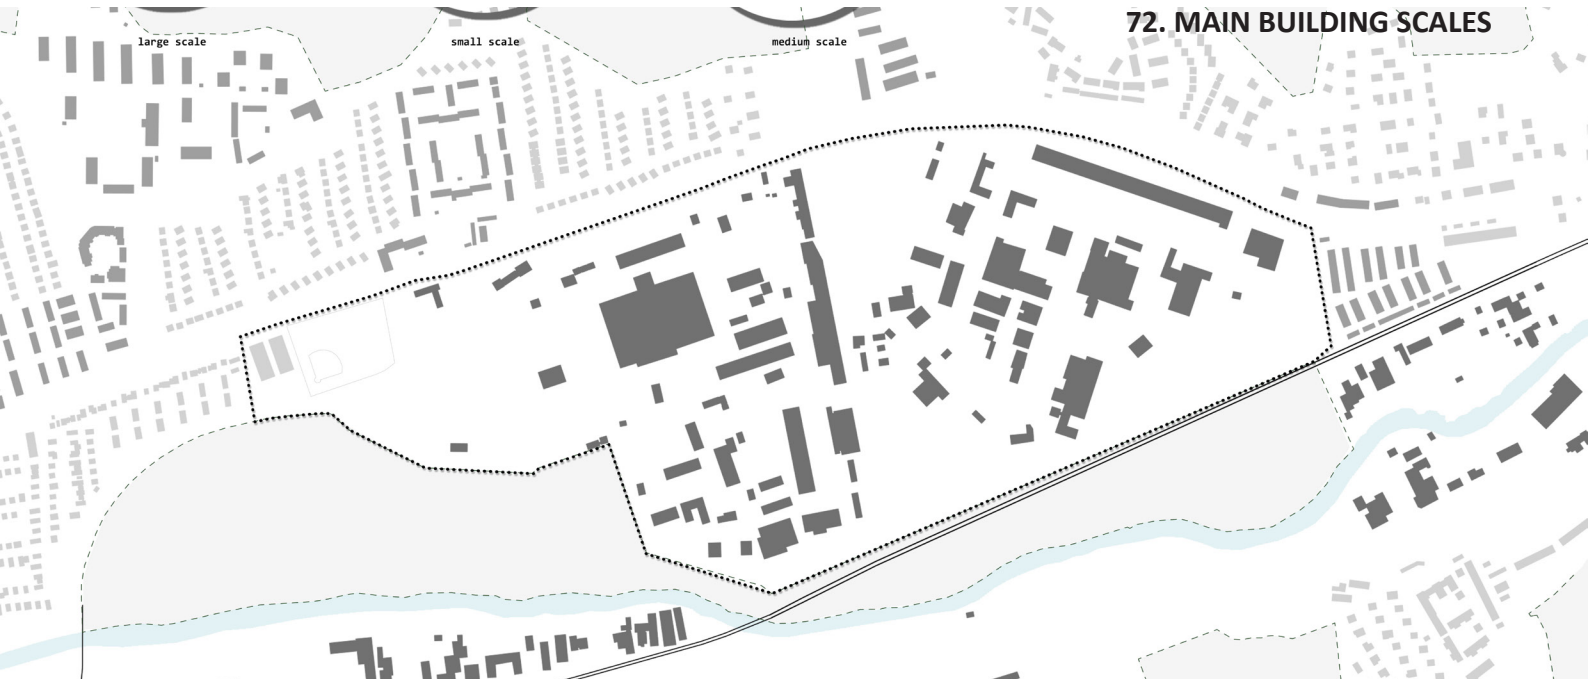 72. MAIN BUILDING SCALES
large scale
small scale
medium scale